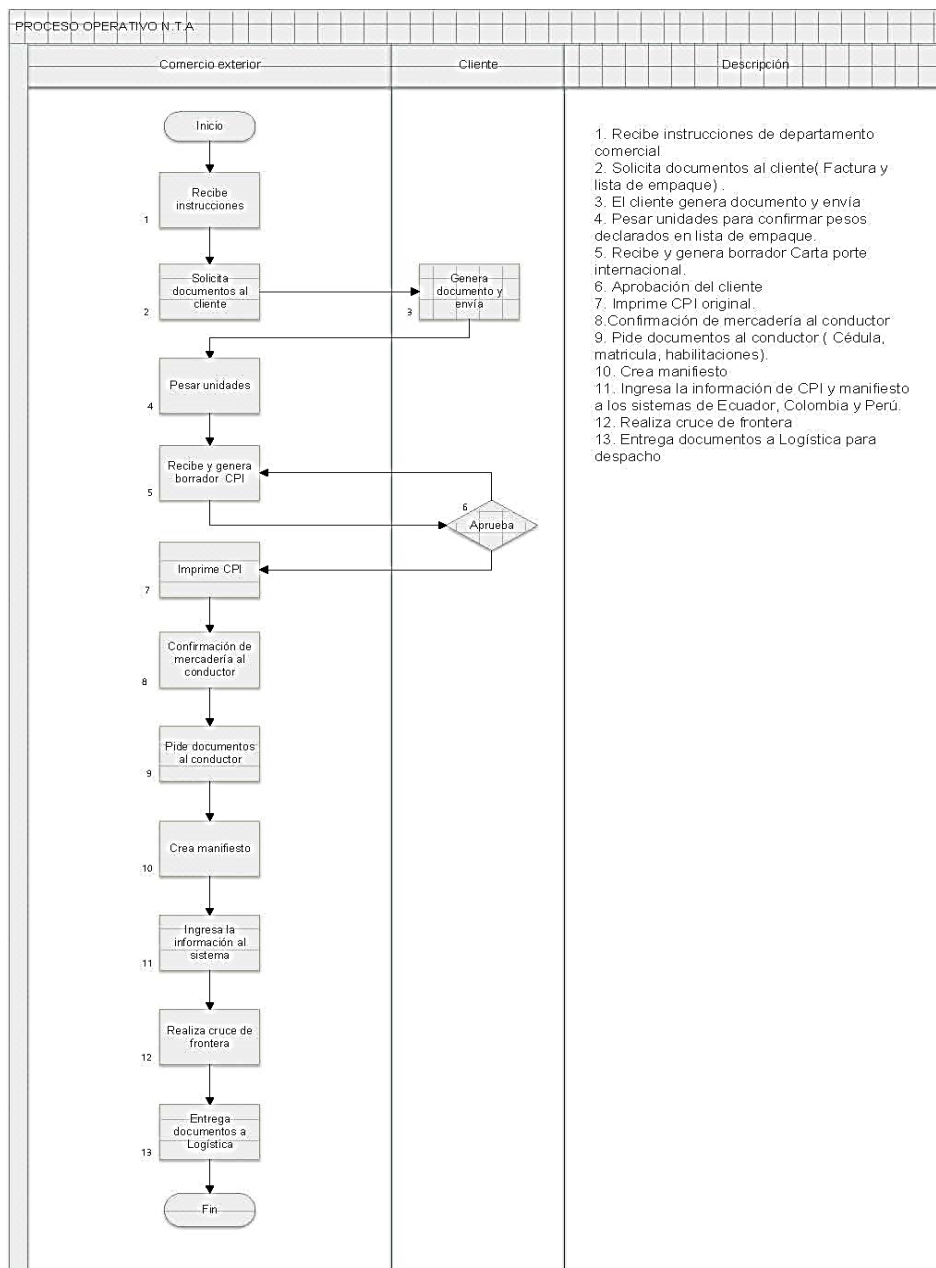 PROCESO OPERATIVO N.T.A
Comercio exterior
Cliente
Descripción
Inicio
Recibe
instrucciones
1
Solicita
documentos al
cliente
2
Genera
documento y
envía
3
Pesar unidades
4
Recibe y genera
borrador CPI
5
6
Aprueba
Imprime CPI
7
Confirmación de
mercadería al
conductor
8
Pide documentos
al conductor
9
Crea manifiesto
10
Ingresa la
información al
sistema
11
Realiza cruce de
frontera
12
Entrega
documentos a
Logística
13
Fin
1. Recibe instrucciones de departamento
comercial
2. Solicita documentos al cliente( Factura y
lista de empaque) .
3. El cliente genera documento y envía
4. Pesar unidades para confirmar pesos
declarados en lista de empaque.
5. Recibe y genera borrador Carta porte
internacional.
6. Aprobación del cliente
7. Imprime CPI original.
8.Confirmación de mercadería al conductor
9. Pide documentos al conductor ( Cédula,
matricula, habilitaciones).
10. Crea manifiesto
11. Ingresa la información de CPI y manifiesto
a los sistemas de Ecuador, Colombia y Perú.
12. Realiza cruce de frontera
13. Entrega documentos a Logística para
despacho